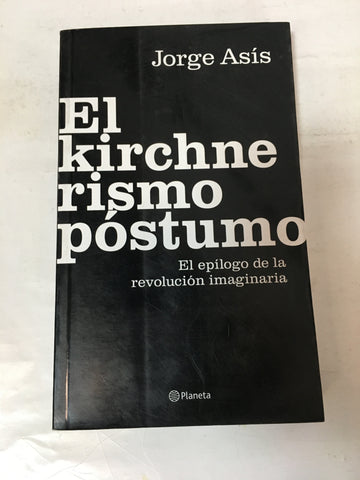 Jorge Asís
El
kirchne
rismo
póstumo
El epílogo de la
revolución imaginaria
Planeta